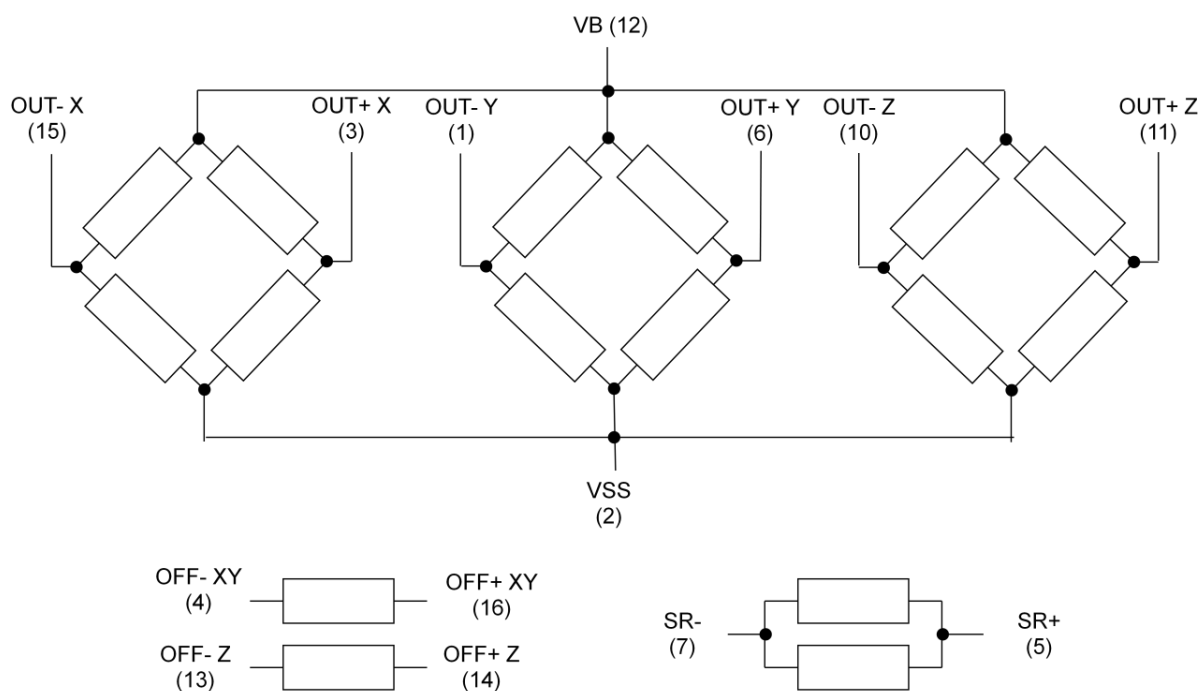 VB (12)
OUT- X
(15)
OUT+ X
(3)
OUT- Y
(1)
OUT+ Y
(6)
OUT- Z
(10)
OUT+ Z
(11)
VSS
(2)
OFF- XY
(4)
OFF+ XY
(16)
OFF- Z
(13)
OFF+ Z
(14)
SR-
(7)
SR+
(5)